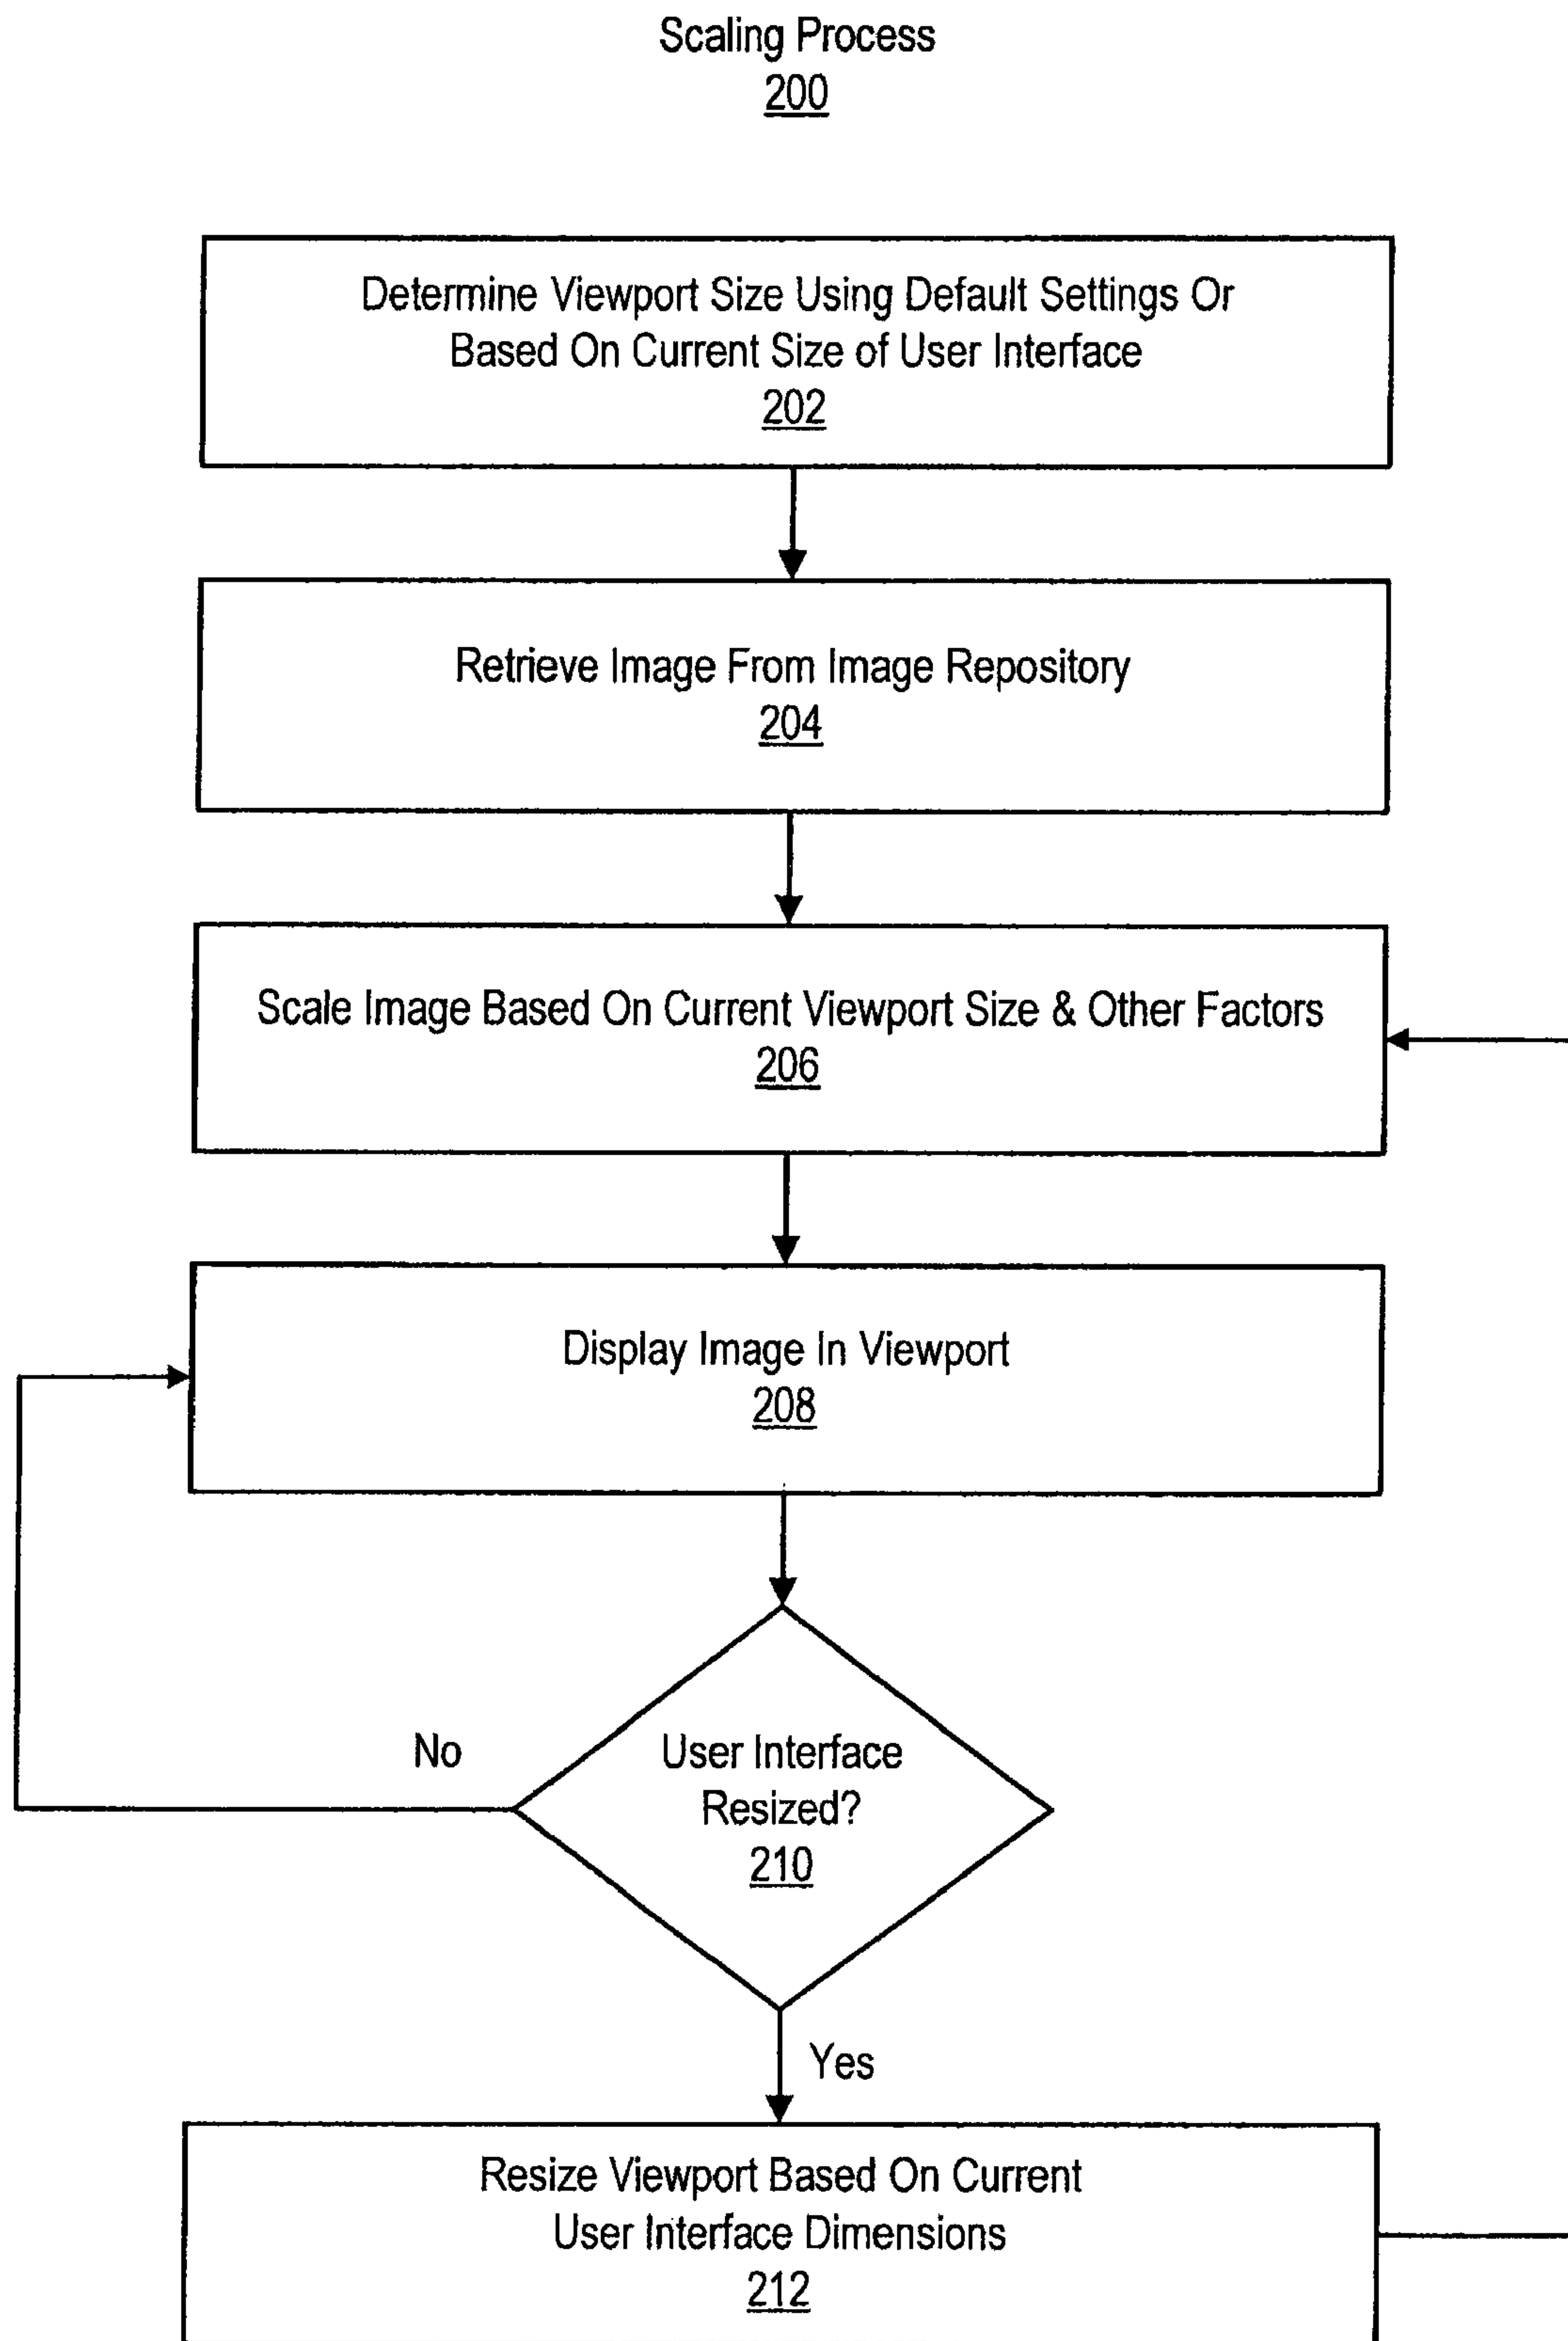 Scaling Process
200
Determine Viewport Size Using Default Settings Or
Based On Current Size of User Interface
202
Retrieve Image From Image Repository
204
Scale Image Based On Current Viewport Size & Other Factors
206
Display Image In Viewport
208
No
User Interface
Resized?
210
Yes
Resize Viewport Based On Current
User Interface Dimensions
212